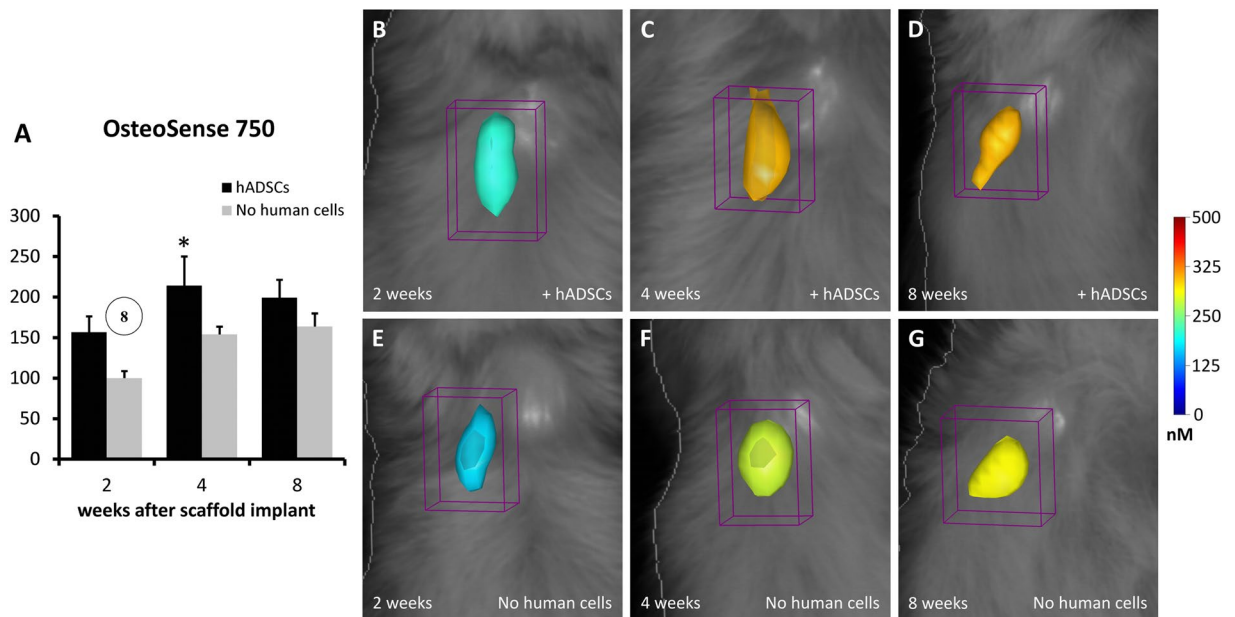 A
OsteoSense 750
hADSCs
No human cells
300
250
200
150
100
50
0
*
8
2
4
8
weeks after scaffold implant
B
2 weeks
+ hADSCs
C
4 weeks
+ hADSCs
D
8 weeks
+ hADSCs
E
2 weeks
No human cells
F
4 weeks
No human cells
G
8 weeks
No human cells
500
325
250
125
0
nM